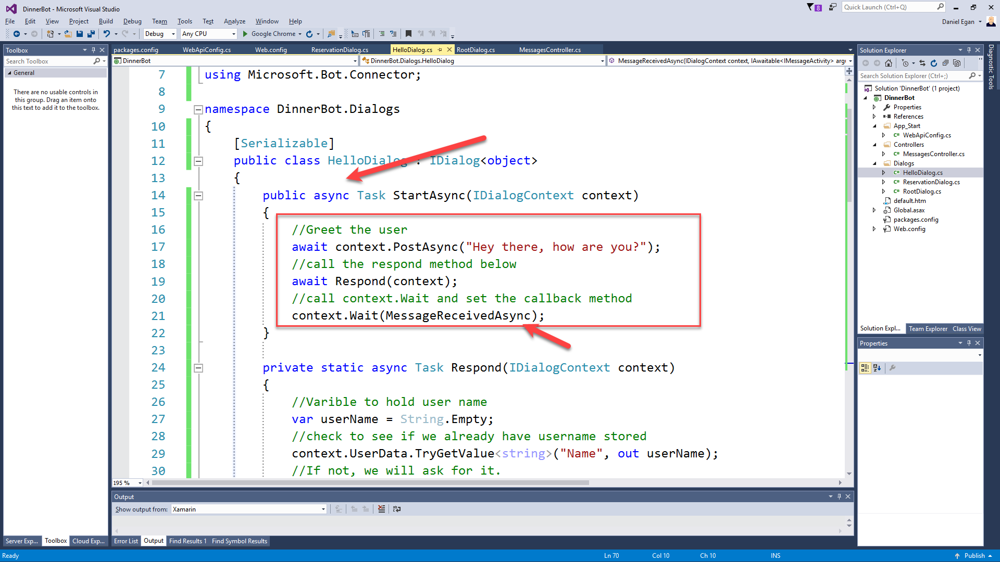 DinnerBot - Microsoft Visual Studio
8
Quick Launch (Ctrl+Q)
File Edit View Project Build Debug Team Tools Test Analyze Window Help
Daniel Egan
Debug Any CPU Google Chrome
Toolbox
Search Toolbox
General
There are no usable controls in
this group. Drag an item onto
this text to add it to the toolbox.
packages.config WebApiConfig.cs Web.config ReservationDialog.cs HelloDialog.cs RootDialog.cs MessagesController.cs
DinnerBot DinnerBot.Dialogs.HelloDialog MessageReceivedAsync(IDialogContext context, IAwaitable<IMessageActivity> argu
7 using Microsoft.Bot.Connector;
8
9 namespace DinnerBot.Dialogs
10 {
11 [Serializable]
12 public class HelloDialog : IDialog<object>
13 {
14 public async Task StartAsync(IDialogContext context)
15 {
16 //Greet the user
17 await context.PostAsync("Hey there, how are you?");
18 //call the respond method below
19 await Respond(context);
20 //call context.Wait and set the callback method
21 context.Wait(MessageReceivedAsync);
22 }
23
24 private static async Task Respond(IDialogContext context)
25 {
26 //Varible to hold user name
27 var userName = String.Empty;
28 //check to see if we already have username stored
29 context.UserData.TryGetValue<string>("Name", out userName);
30 //If not, we will ask for it.
195 %
Output
Show output from: Xamarin
Server Exp... Toolbox Cloud Exp...
Error List Output Find Results 1 Find Symbol Results
Solution Explorer
Search Solution Explorer (Ctrl+;)
Solution 'DinnerBot' (1 project)
DinnerBot
Properties
References
App_Start
C# WebApiConfig.cs
Controllers
C# MessagesController.cs
Dialogs
C# HelloDialog.cs
C# ReservationDialog.cs
C# RootDialog.cs
default.htm
Global.asax
packages.config
Web.config
Solution Expl... Team Explorer Class View
Properties
Diagnostic Tools
Ready Ln 70 Col 10 Ch 10 INS Publish